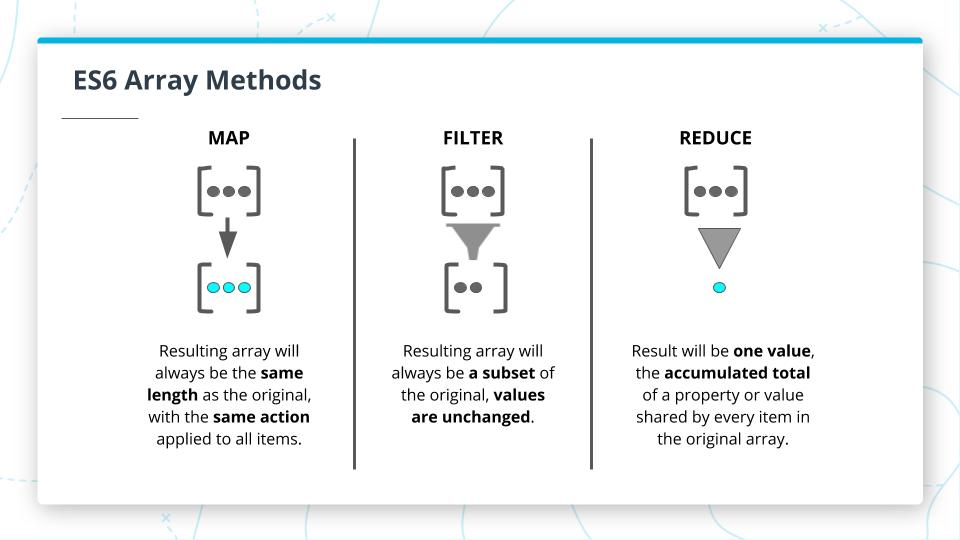 ES6 Array Methods
MAP
Resulting array will
always be the same
length as the original,
with the same action
applied to all items.
FILTER
Resulting array will
always be a subset of
the original, values
are unchanged.
REDUCE
Result will be one value,
the accumulated total
of a property or value
shared by every item in
the original array.